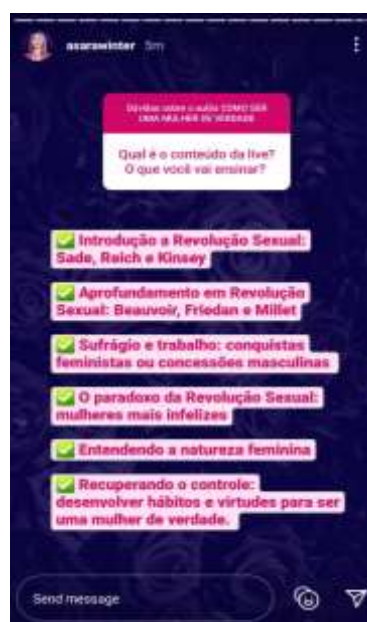 asarawinter 5m
Dúvidas sobre o aulão COMO SER
UMA MULHER DE VERDADE
Qual é o conteúdo da live?
O que você vai ensinar?
✅ Introdução a Revolução Sexual:
Sade, Reich e Kinsey
✅ Aprofundamento em Revolução
Sexual: Beauvoir, Friedan e Millet
✅ Sufrágio e trabalho: conquistas
feministas ou concessões masculinas
✅ O paradoxo da Revolução Sexual:
mulheres mais infelizes
✅ Entendendo a natureza feminina
✅ Recuperando o controle:
desenvolver hábitos e virtudes para ser
uma mulher de verdade.
Send message